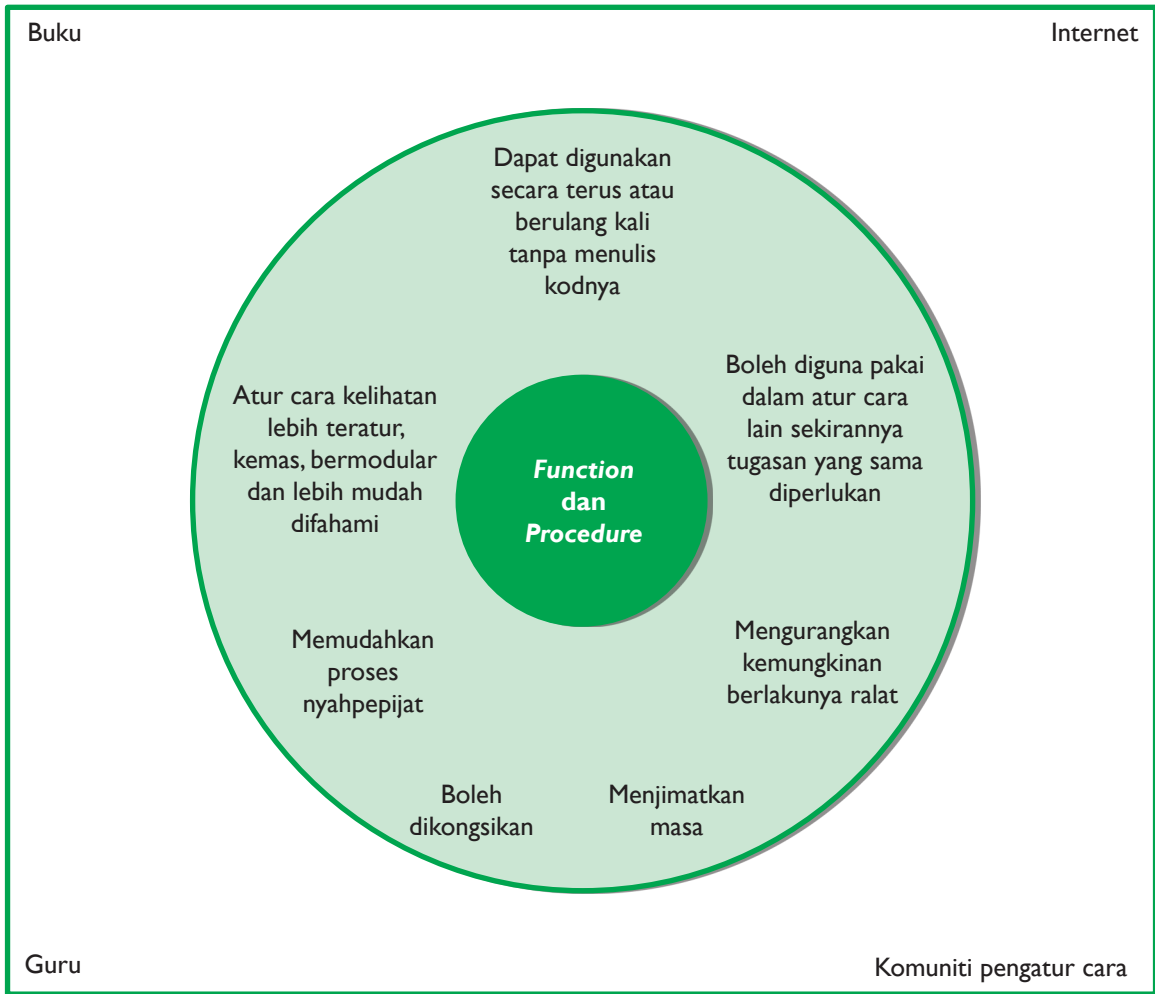 Buku
Internet
Dapat digunakan
secara terus atau
berulang kali
tanpa menulis
kodnya
Boleh diguna pakai
dalam atur cara
lain sekirannya
tugasan yang sama
diperlukan
Atur cara kelihatan
lebih teratur,
kemas, bermodular
dan lebih mudah
difahami
Function
dan
Procedure
Mengurangkan
kemungkinan
berlakunya ralat
Memudahkan
proses
nyahpepijat
Boleh
dikongsikan
Menjimatkan
masa
Guru
Komuniti pengatur cara